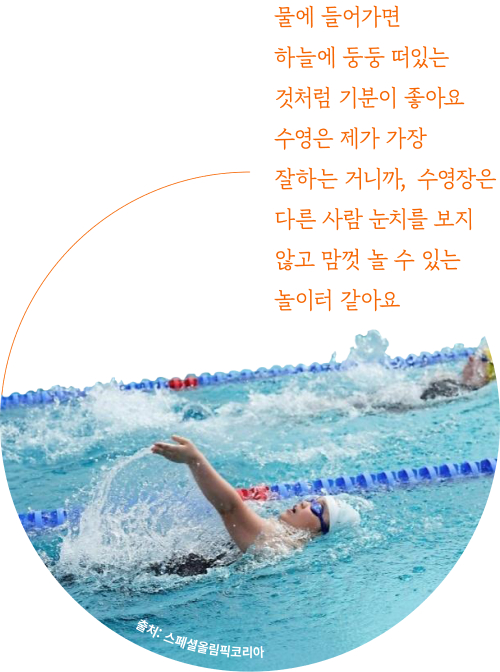 물에 들어가면
하늘에 둥둥 떠있는
것처럼 기분이 좋아요
수영은 제가 가장
잘하는 거니까, 수영장은
다른 사람 눈치를 보지
않고 맘껏 놀 수 있는
놀이터 같아요
출처: 스페셜올림픽코리아